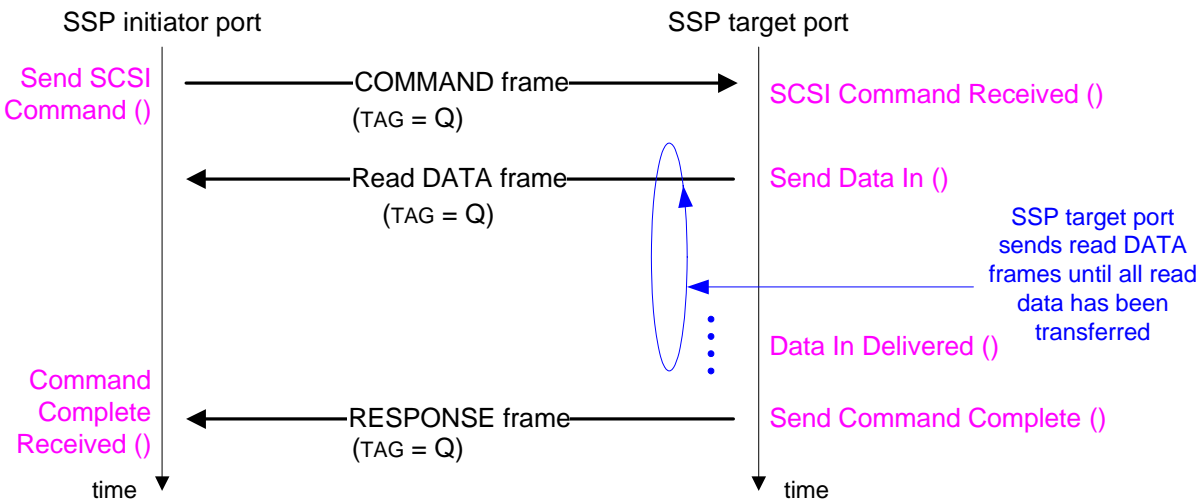 SSP initiator port
SSP target port
Send SCSI
Command ()
COMMAND frame
(TAG = Q)
SCSI Command Received ()
Read DATA frame
(TAG = Q)
Send Data In ()
SSP target port
sends read DATA
frames until all read
data has been
transferred
Data In Delivered ()
Command
Complete
Received ()
RESPONSE frame
(TAG = Q)
Send Command Complete ()
time
time